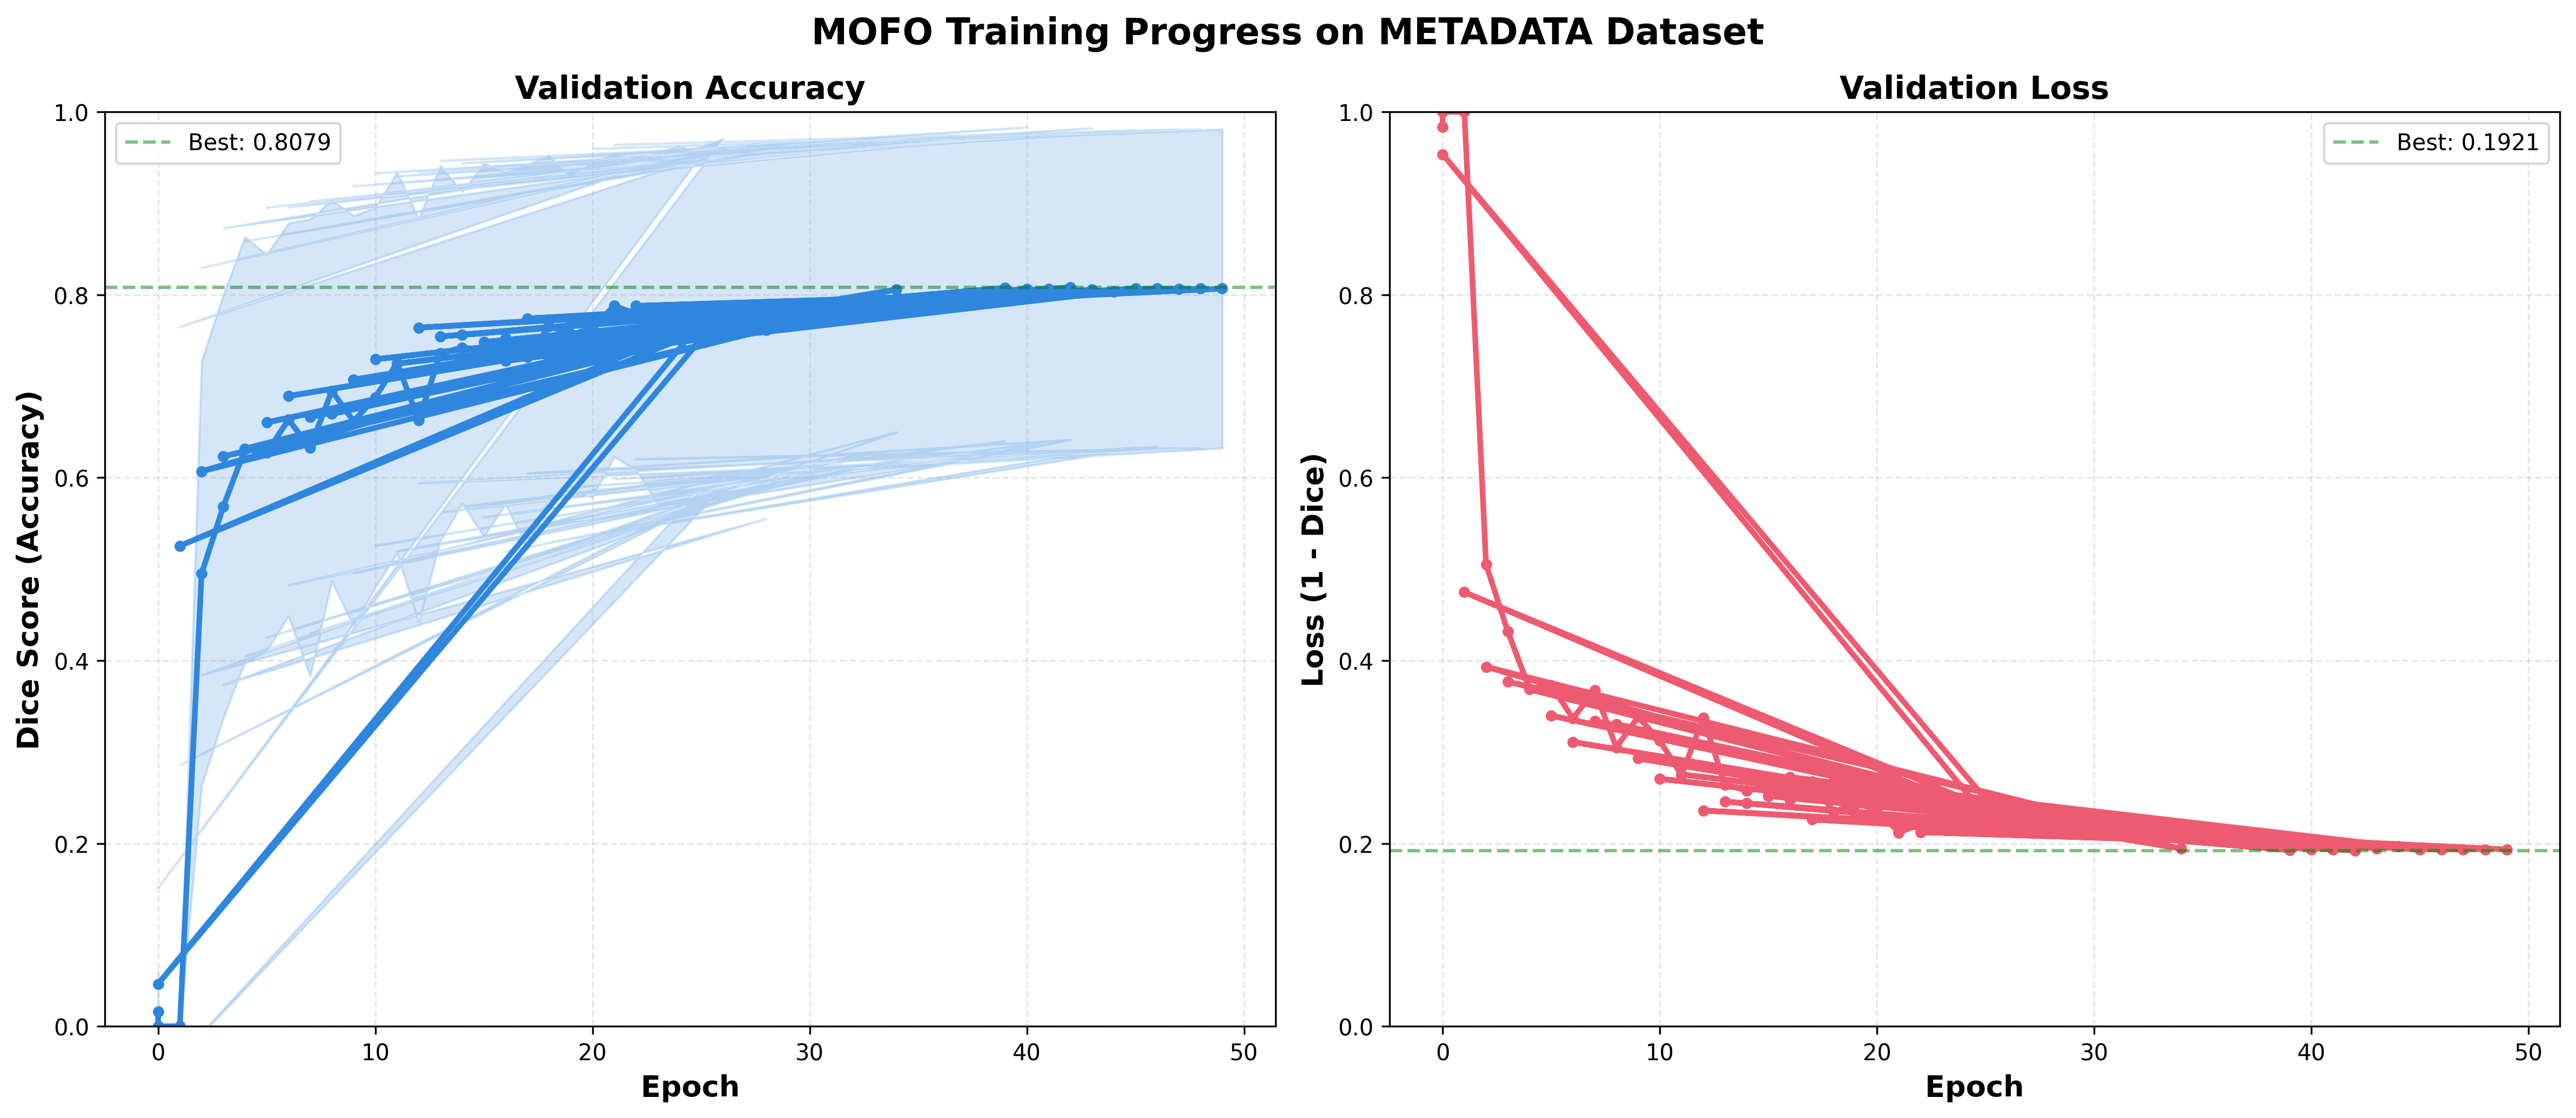 MOFO Training Progress on METADATA Dataset
Validation Accuracy
Best: 0.8079
Dice Score (Accuracy)
1.0
0.8
0.6
0.4
0.2
0.0
0 10 20 30 40 50
Epoch
Validation Loss
Best: 0.1921
Loss (1 - Dice)
1.0
0.8
0.6
0.4
0.2
0.0
0 10 20 30 40 50
Epoch